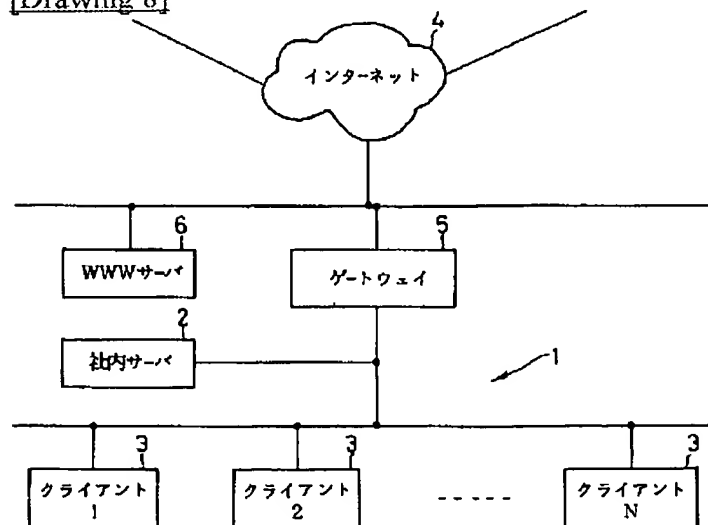 [Drawing 8]
4
インターネット
6
5
WWWサーバ
ゲートウェイ
2
社内サーバ
1
3
3
3
クライアント
1
クライアント
2
-----
クライアント
N